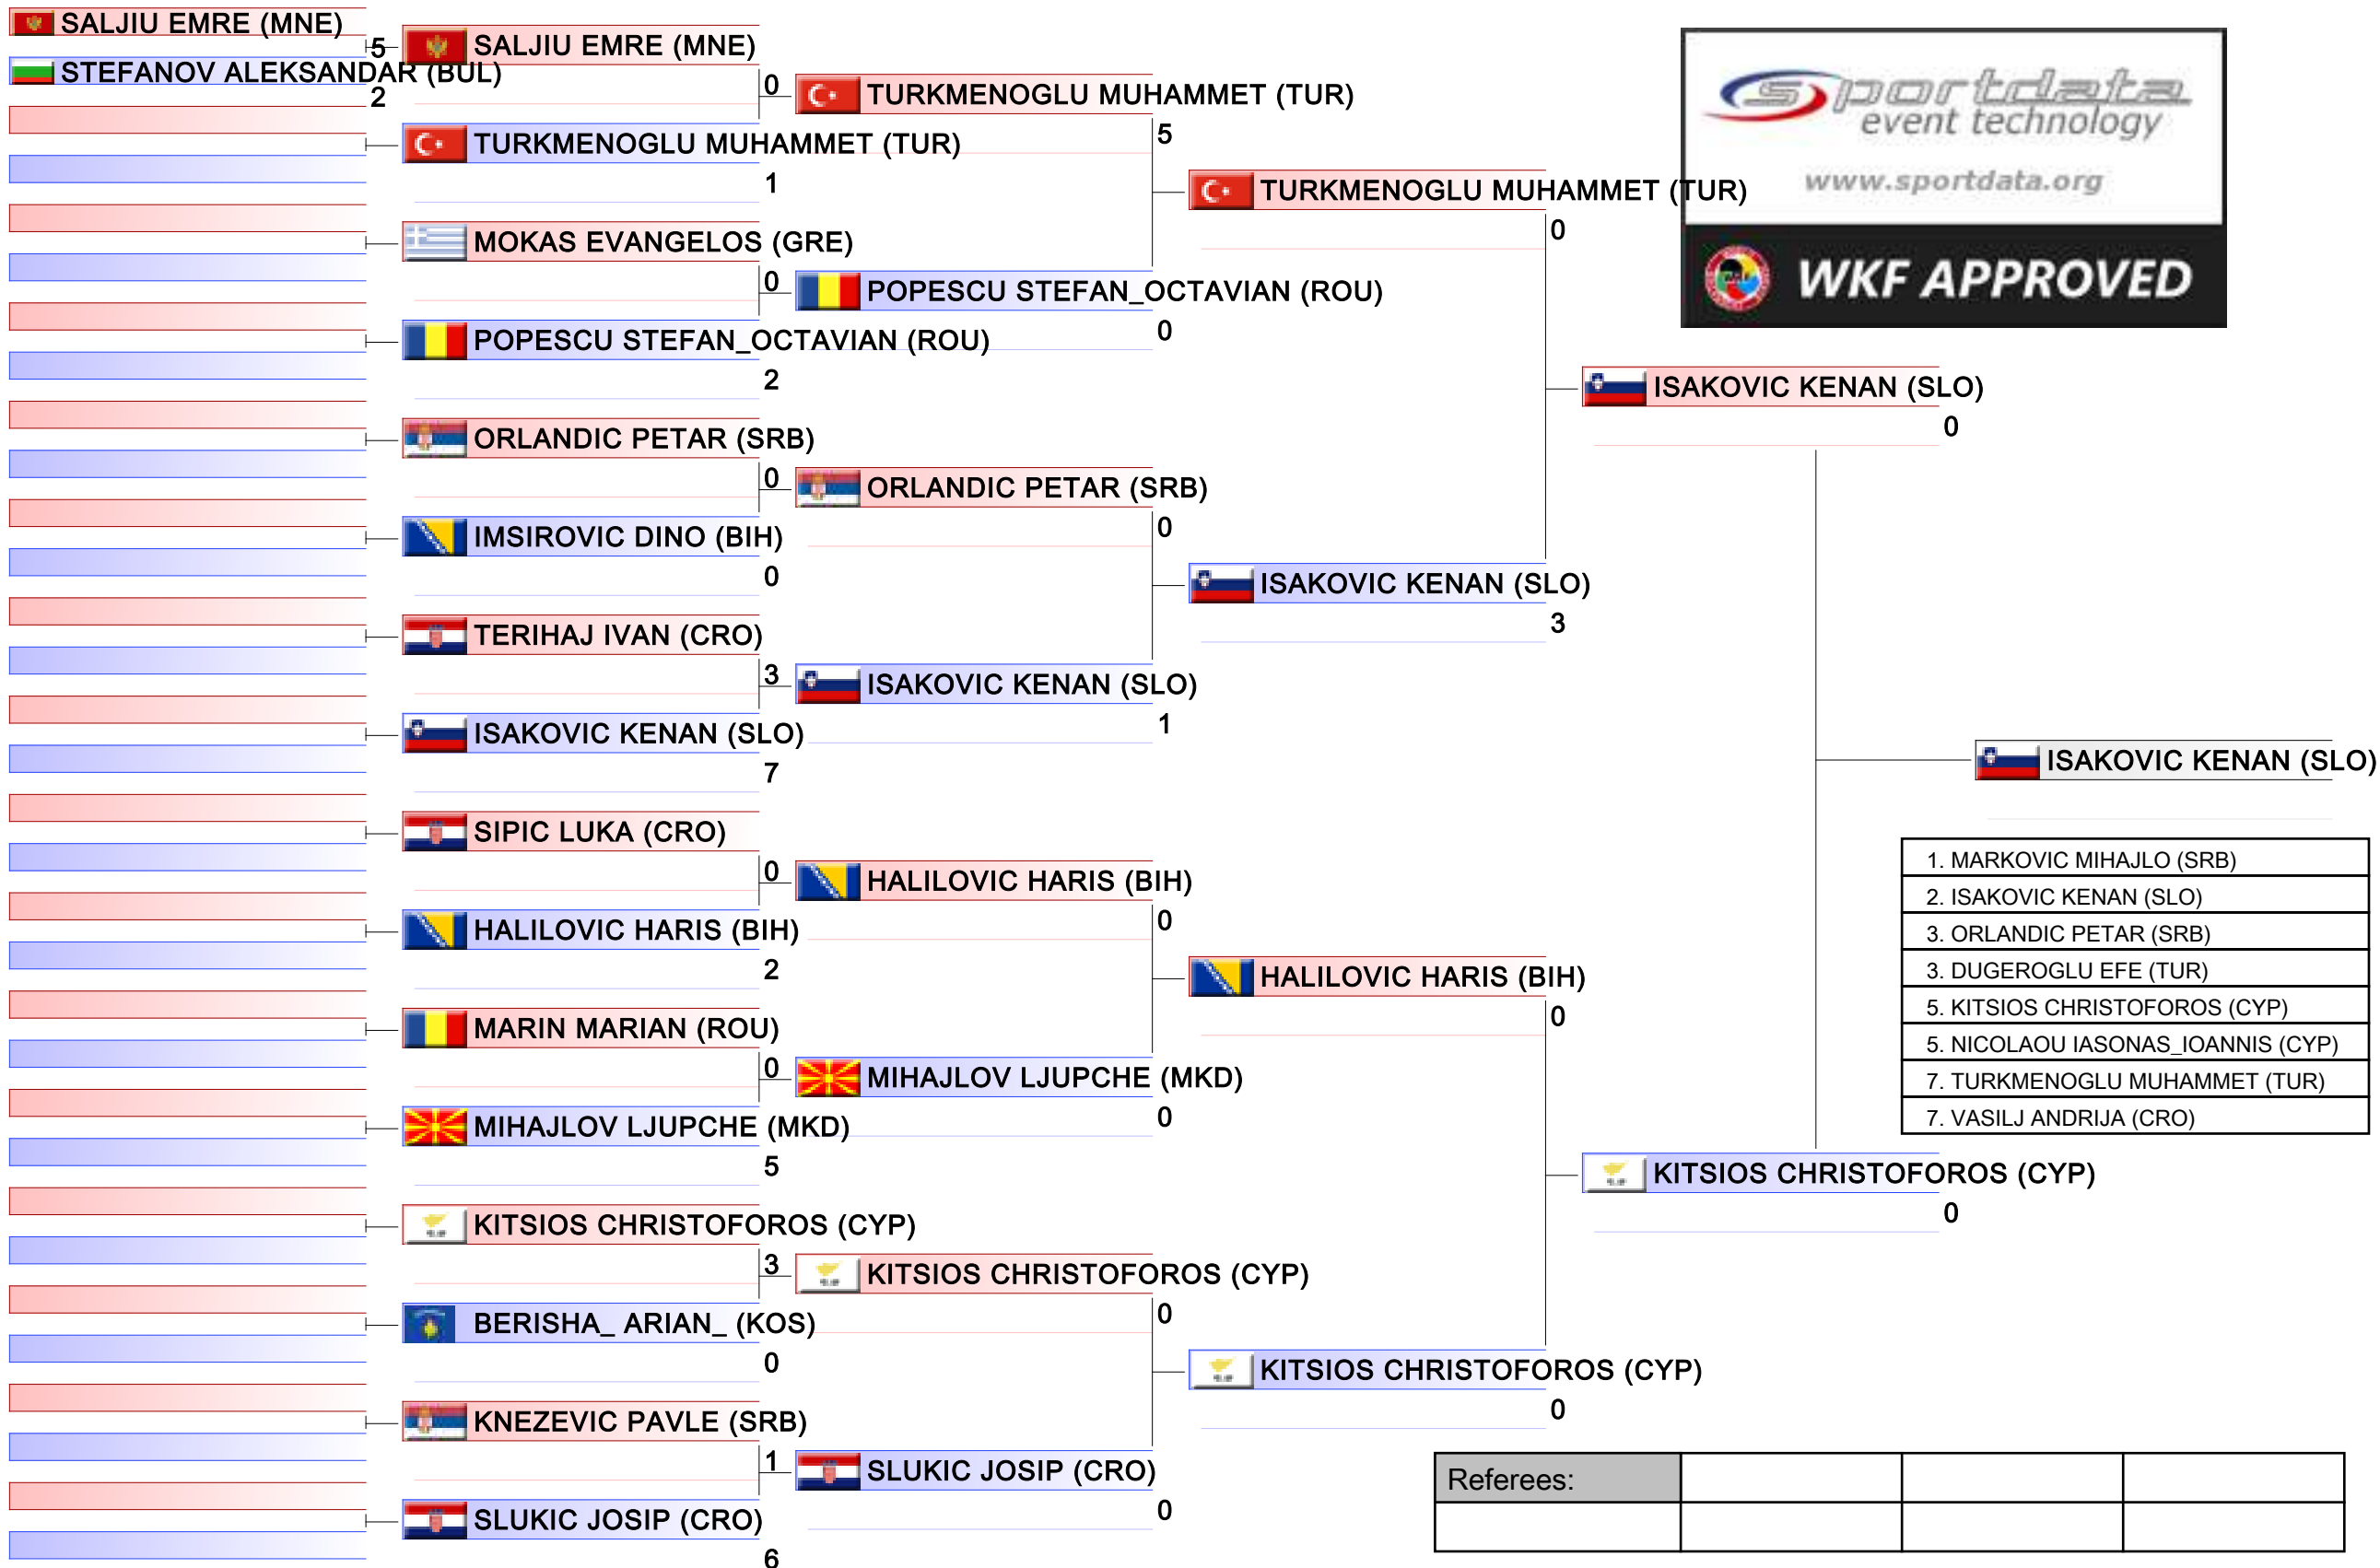 SALJIU EMRE (MNE)
5
STEFANOV ALEKSANDAR (BUL)
2
SALJIU EMRE (MNE)
0
TURKMENOGLU MUHAMMET (TUR)
1
MOKAS EVANGELOS (GRE)
0
POPESCU STEFAN_OCTAVIAN (ROU)
2
ORLANDIC PETAR (SRB)
0
IMSIROVIC DINO (BIH)
0
TERIHAJ IVAN (CRO)
3
ISAKOVIC KENAN (SLO)
7
SIPIC LUKA (CRO)
0
HALILOVIC HARIS (BIH)
2
MARIN MARIAN (ROU)
0
MIHAJLOV LJUPCHE (MKD)
5
KITSIOS CHRISTOFOROS (CYP)
3
BERISHA_ ARIAN_ (KOS)
0
KNEZEVIC PAVLE (SRB)
1
SLUKIC JOSIP (CRO)
6
TURKMENOGLU MUHAMMET (TUR)
5
POPESCU STEFAN_OCTAVIAN (ROU)
0
ORLANDIC PETAR (SRB)
0
ISAKOVIC KENAN (SLO)
1
HALILOVIC HARIS (BIH)
0
MIHAJLOV LJUPCHE (MKD)
0
KITSIOS CHRISTOFOROS (CYP)
0
SLUKIC JOSIP (CRO)
0
TURKMENOGLU MUHAMMET (TUR)
0
ISAKOVIC KENAN (SLO)
3
HALILOVIC HARIS (BIH)
0
KITSIOS CHRISTOFOROS (CYP)
0
ISAKOVIC KENAN (SLO)
0
KITSIOS CHRISTOFOROS (CYP)
0
ISAKOVIC KENAN (SLO)
sportdata
event technology
www.sportdata.org
WKF APPROVED
1. MARKOVIC MIHAJLO (SRB)
2. ISAKOVIC KENAN (SLO)
3. ORLANDIC PETAR (SRB)
3. DUGEROGLU EFE (TUR)
5. KITSIOS CHRISTOFOROS (CYP)
5. NICOLAOU IASONAS_IOANNIS (CYP)
7. TURKMENOGLU MUHAMMET (TUR)
7. VASILJ ANDRIJA (CRO)
Referees: